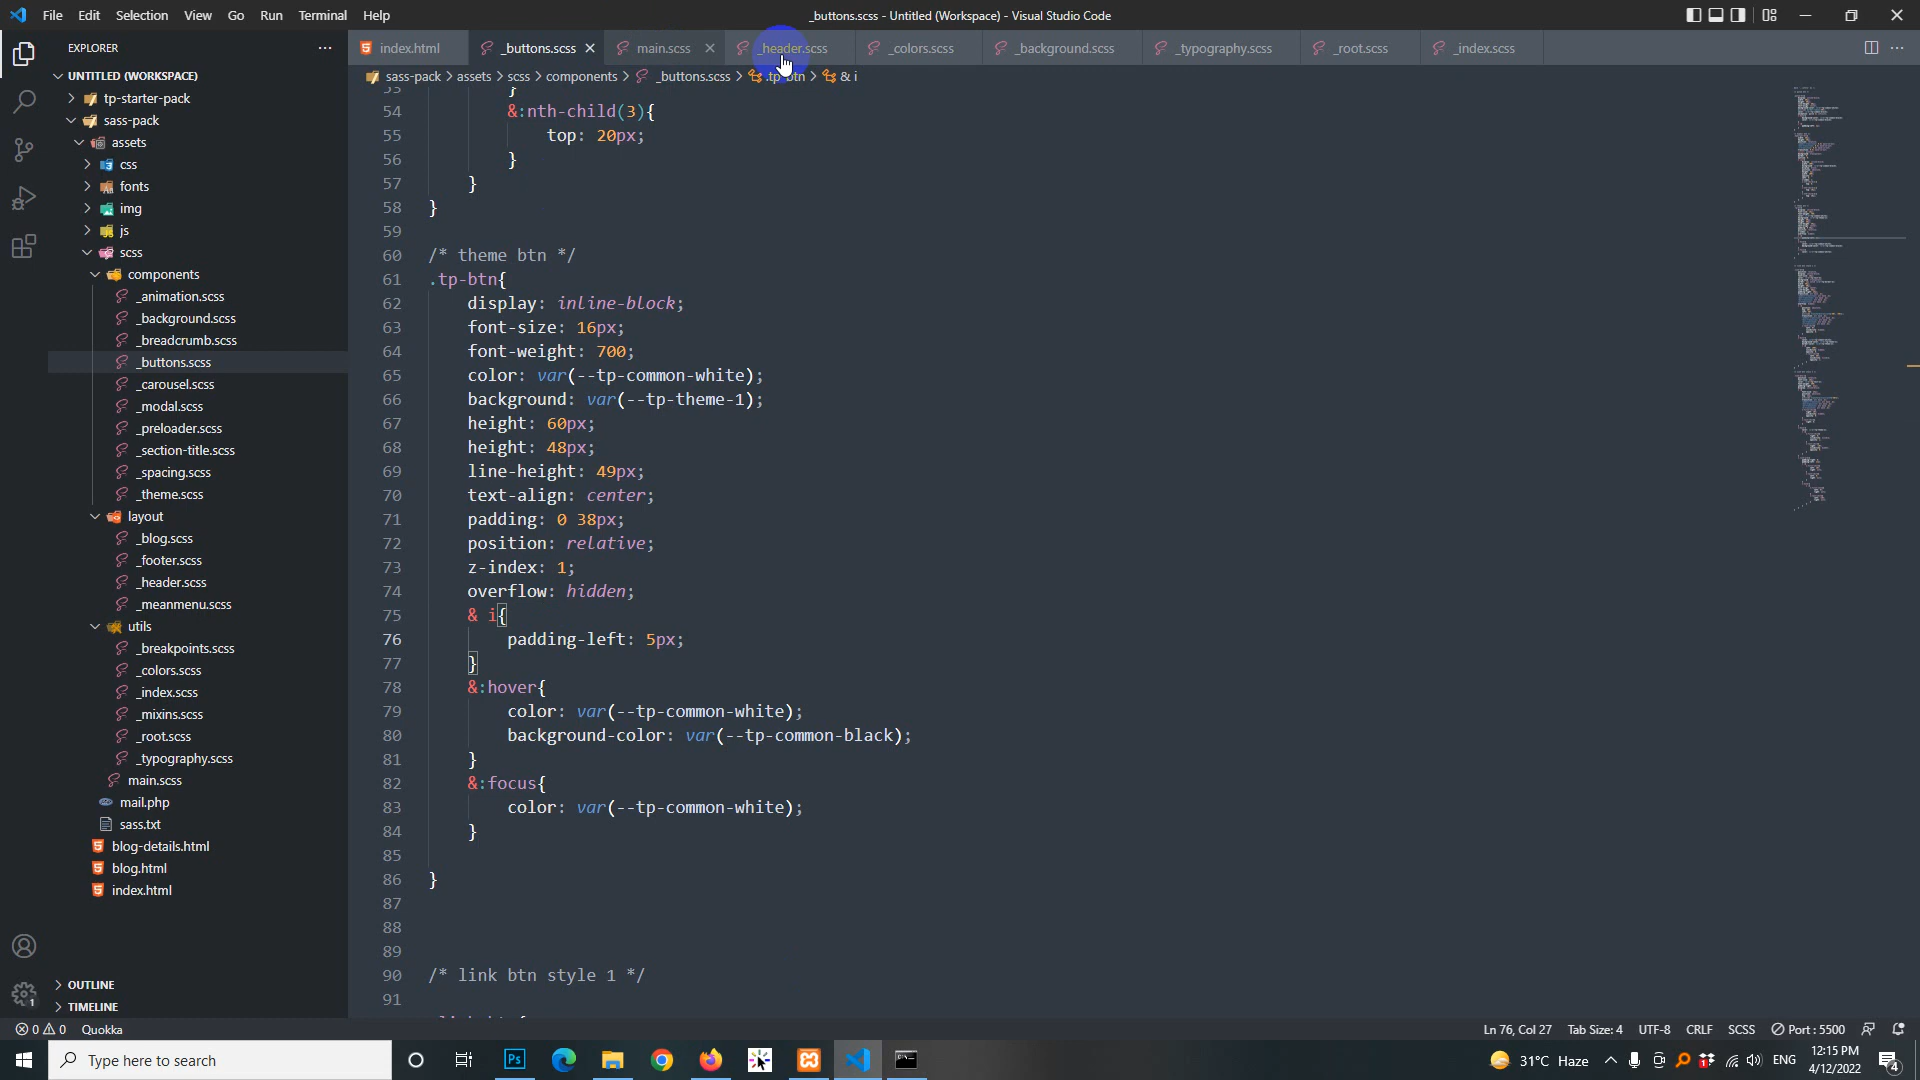 File Edit Selection View Go Run Terminal Help
_buttons.scss - Untitled (Workspace) - Visual Studio Code
EXPLORER
index.html
_buttons.scss
main.scss
_header.scss
_colors.scss
_background.scss
_typography.scss
_root.scss
_index.scss
sass-pack > assets > scss > components > _buttons.scss > .tp-btn > & i
UNTITLED (WORKSPACE)
tp-starter-pack
sass-pack
assets
css
fonts
img
js
scss
components
_animation.scss
_background.scss
_breadcrumb.scss
_buttons.scss
_carousel.scss
_modal.scss
_preloader.scss
_section-title.scss
_spacing.scss
_theme.scss
layout
_blog.scss
_footer.scss
_header.scss
_meanmenu.scss
utils
_breakpoints.scss
_colors.scss
_index.scss
_mixins.scss
_root.scss
_typography.scss
main.scss
mail.php
sass.txt
blog-details.html
blog.html
index.html
OUTLINE
TIMELINE
53 }
54 &:nth-child(3){
55 top: 20px;
56 }
57 }
58 }
59
60 /* theme btn */
61 .tp-btn{
62 display: inline-block;
63 font-size: 16px;
64 font-weight: 700;
65 color: var(--tp-common-white);
66 background: var(--tp-theme-1);
67 height: 60px;
68 height: 48px;
69 line-height: 49px;
70 text-align: center;
71 padding: 0 38px;
72 position: relative;
73 z-index: 1;
74 overflow: hidden;
75 & i{
76 padding-left: 5px;
77 }
78 &:hover{
79 color: var(--tp-common-white);
80 background-color: var(--tp-common-black);
81 }
82 &:focus{
83 color: var(--tp-common-white);
84 }
85
86 }
87
88
89
90 /* link btn style 1 */
91
0 0 Quokka
Ln 76, Col 27 Tab Size: 4 UTF-8 CRLF SCSS Port : 5500
Type here to search
31°C Haze
ENG
12:15 PM
4/12/2022
4